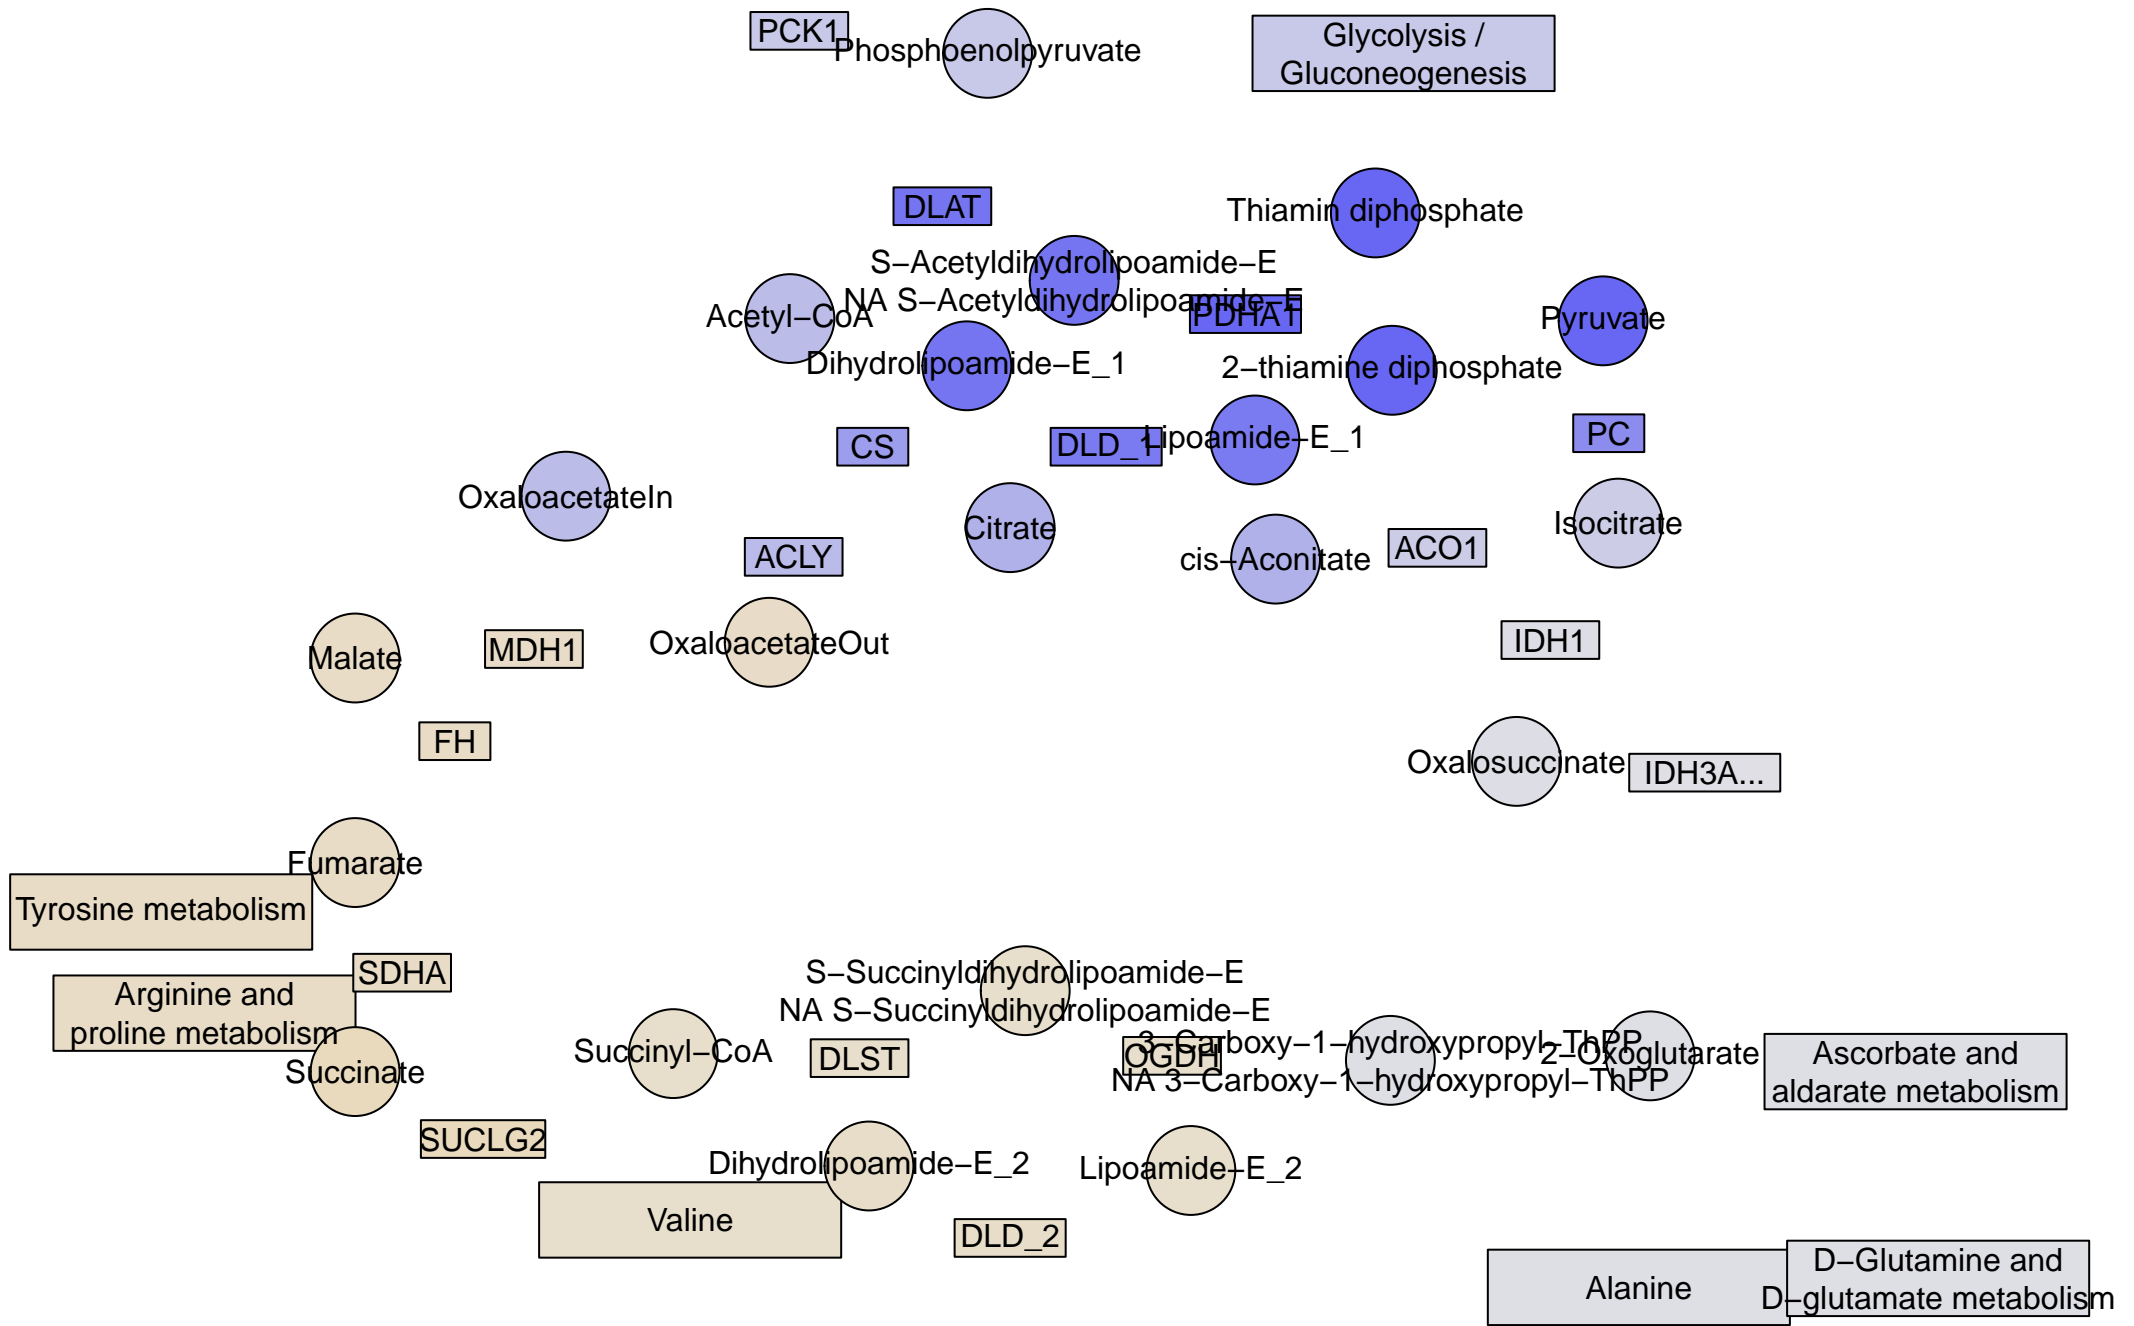 PCK1
Phosphoenolpyruvate
Glycolysis /
Gluconeogenesis
DLAT
Thiamin diphosphate
S−Acetyldihydrolipoamide−E
NA S−Acetyldihydrolipoamide−E
Acetyl−CoA
PDHA1
Pyruvate
Dihydrolipoamide−E_1
2−thiamine diphosphate
CS
DLD_1
Lipoamide−E_1
PC
OxaloacetateIn
Citrate
Isocitrate
ACLY
cis−Aconitate
ACO1
Malate
MDH1
OxaloacetateOut
IDH1
FH
Oxalosuccinate
IDH3A...
Fumarate
Tyrosine metabolism
SDHA
Arginine and
proline metabolism
Succinate
S−Succinyldihydrolipoamide−E
NA S−Succinyldihydrolipoamide−E
Succinyl−CoA
DLST
OGDH
3−Carboxy−1−hydroxypropyl−ThPP
NA 3−Carboxy−1−hydroxypropyl−ThPP
2−Oxoglutarate
Ascorbate and
aldarate metabolism
SUCLG2
Dihydrolipoamide−E_2
Lipoamide−E_2
Valine
DLD_2
Alanine
D−Glutamine and
D−glutamate metabolism